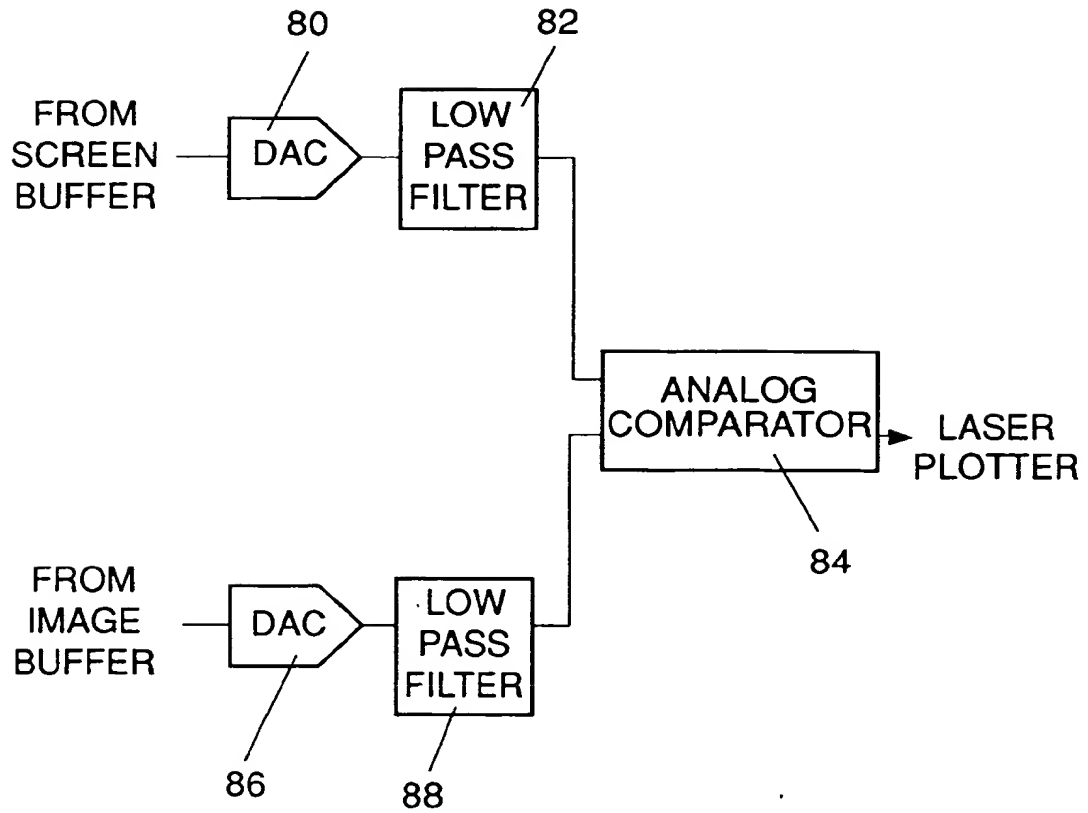 80
82
FROM
SCREEN
BUFFER
DAC
LOW
PASS
FILTER
ANALOG
COMPARATOR
LASER
PLOTTER
84
FROM
IMAGE
BUFFER
DAC
LOW
PASS
FILTER
86
88